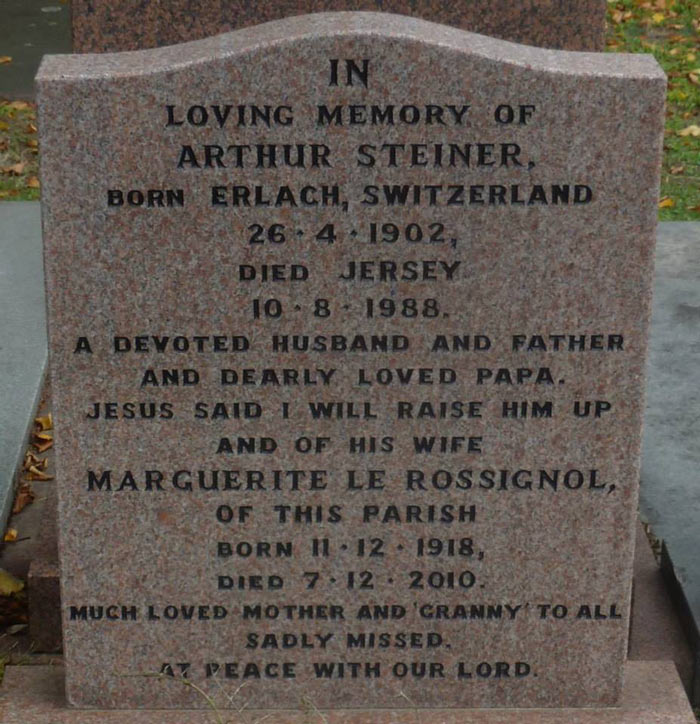 IN
LOVING MEMORY OF
ARTHUR STEINER,
BORN ERLACH, SWITZERLAND
26 · 4 · 1902,
DIED JERSEY
10 · 8 · 1988.
A DEVOTED HUSBAND AND FATHER
AND DEARLY LOVED PAPA.
JESUS SAID I WILL RAISE HIM UP
AND OF HIS WIFE
MARGUERITE LE ROSSIGNOL,
OF THIS PARISH
BORN 11 · 12 · 1918,
DIED 7 · 12 · 2010.
MUCH LOVED MOTHER AND 'GRANNY' TO ALL
SADLY MISSED.
AT PEACE WITH OUR LORD.